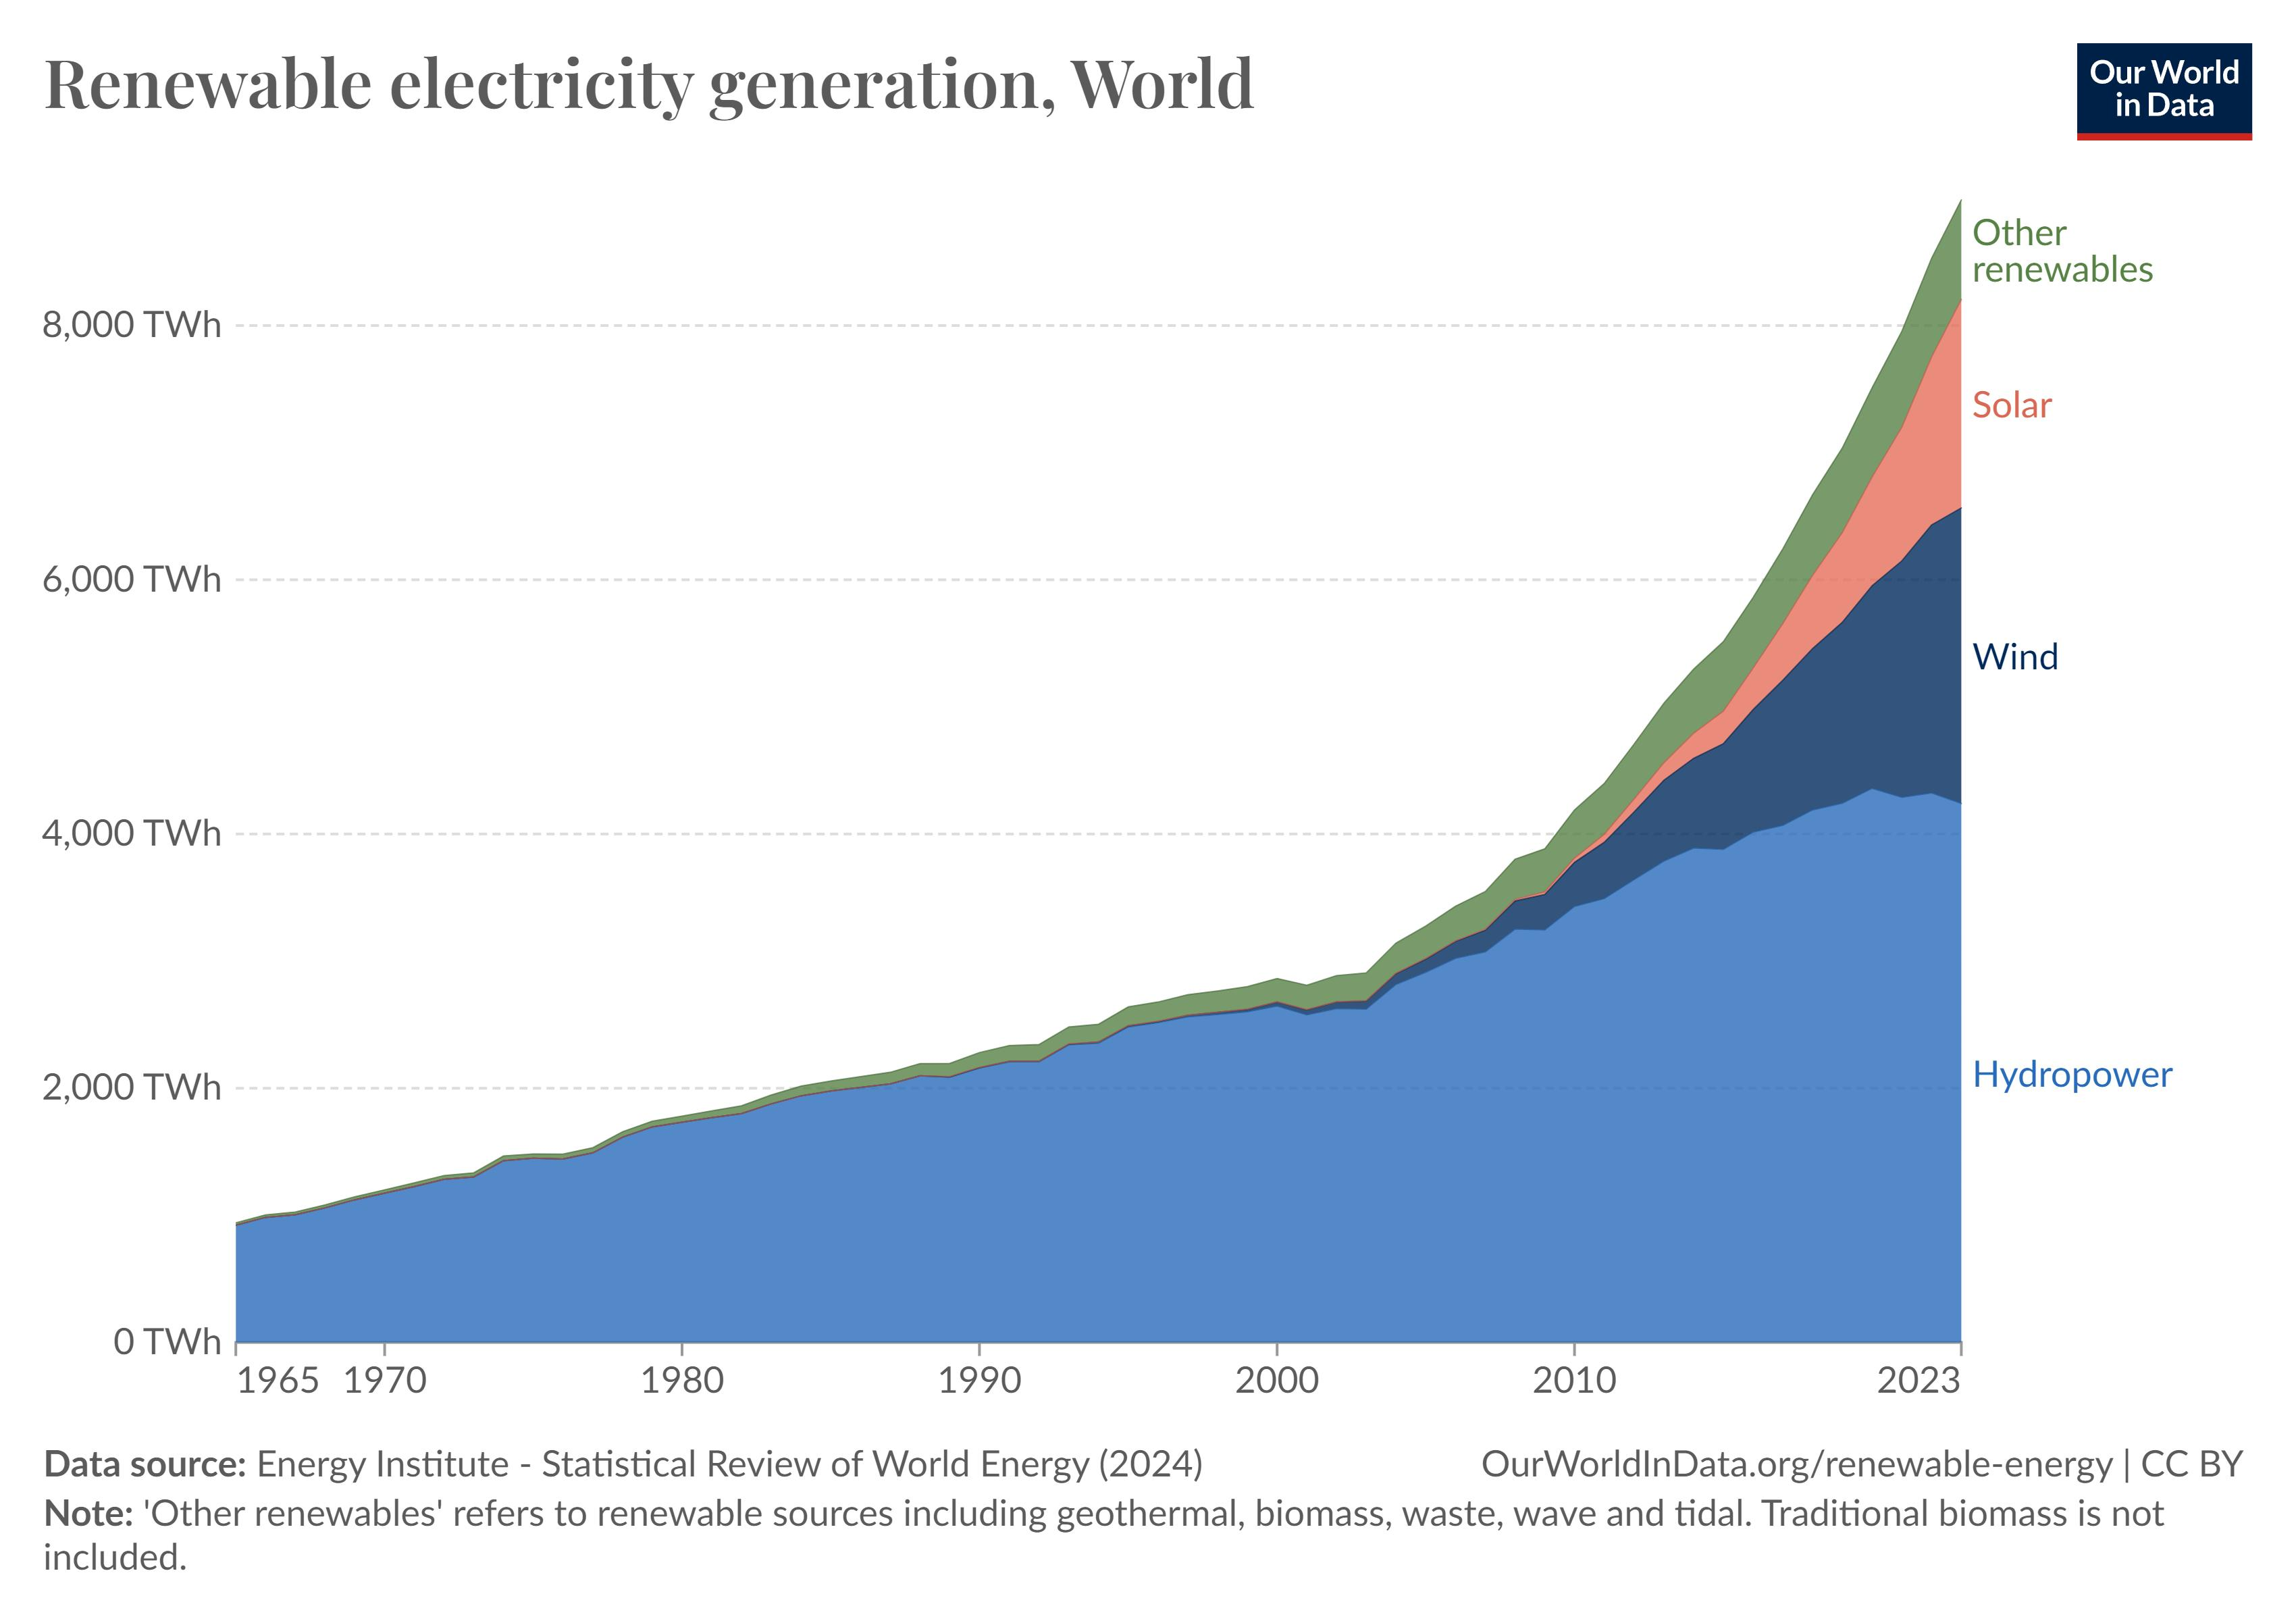 Renewable electricity generation, World
Our World
in Data
8,000 TWh
6,000 TWh
4,000 TWh
2,000 TWh
0 TWh
Other
renewables
Solar
Wind
Hydropower
1965 1970 1980 1990 2000 2010 2023
Data source: Energy Institute - Statistical Review of World Energy (2024) OurWorldInData.org/renewable-energy | CC BY
Note: 'Other renewables' refers to renewable sources including geothermal, biomass, waste, wave and tidal. Traditional biomass is not
included.